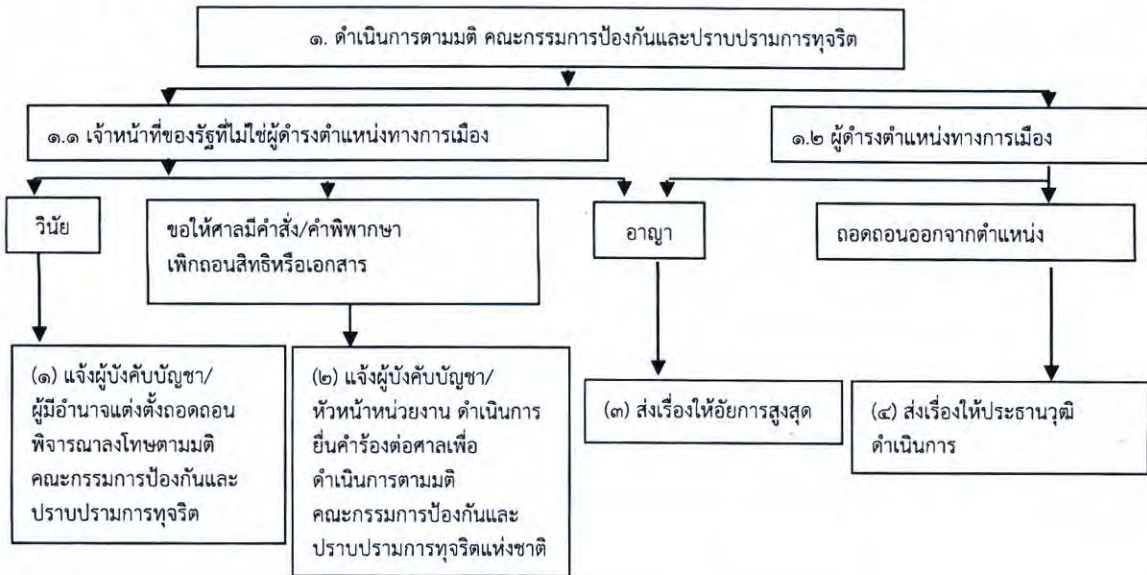 ๑. ดำเนินการตามมติ คณะกรรมการป้องกันและปราบปรามการทุจริต
๑.๑ เจ้าหน้าที่ของรัฐที่ไม่ใช่ผู้ดำรงตำแหน่งทางการเมือง
๑.๒ ผู้ดำรงตำแหน่งทางการเมือง
วินัย
ขอให้ศาลมีคำสั่ง/คำพิพากษา
เพิกถอนสิทธิหรือเอกสาร
อาญา
ถอดถอนออกจากตำแหน่ง
(๑) แจ้งผู้บังคับบัญชา/
ผู้มีอำนาจแต่งตั้งถอดถอน
พิจารณาลงโทษตามมติ
คณะกรรมการป้องกันและ
ปราบปรามการทุจริต
(๒) แจ้งผู้บังคับบัญชา/
หัวหน้าหน่วยงาน ดำเนินการ
ยื่นคำร้องต่อศาลเพื่อ
ดำเนินการตามมติ
คณะกรรมการป้องกันและ
ปราบปรามการทุจริตแห่งชาติ
(๓) ส่งเรื่องให้อัยการสูงสุด
(๔) ส่งเรื่องให้ประธานวุฒิ
ดำเนินการ